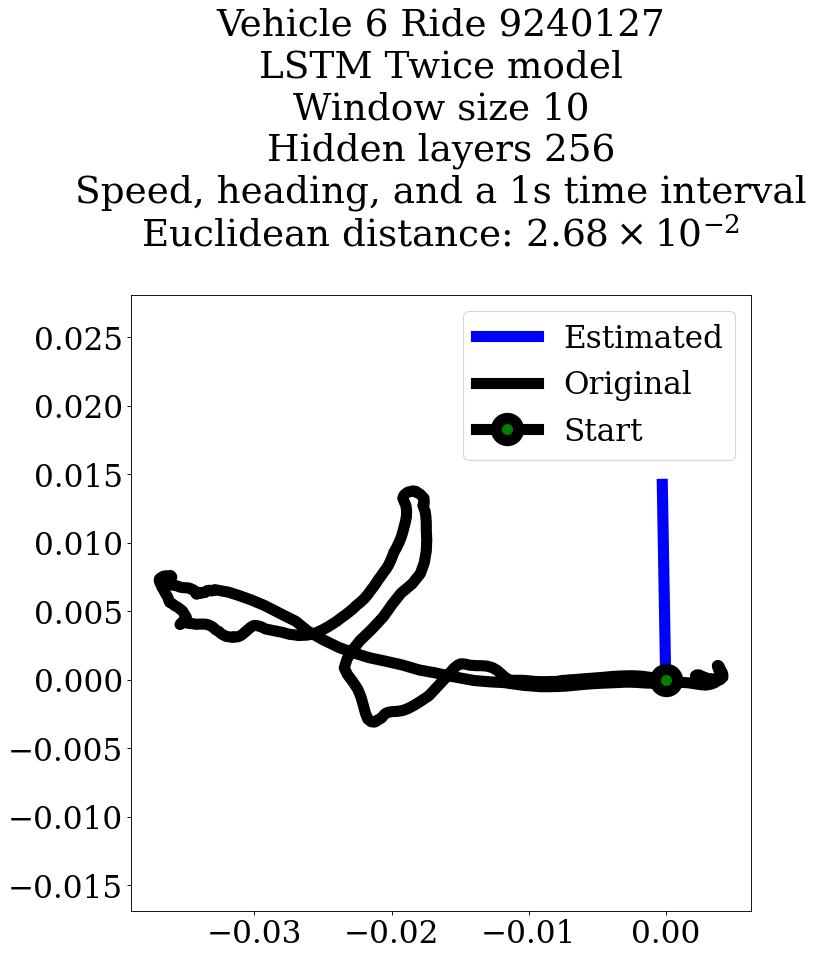 Vehicle 6 Ride 9240127
LSTM Twice model
Window size 10
Hidden layers 256
Speed, heading, and a 1s time interval
Euclidean distance: 2.68 × 10⁻²
Estimated
Original
Start
0.025
0.020
0.015
0.010
0.005
0.000
−0.005
−0.010
−0.015
−0.03 −0.02 −0.01 0.00